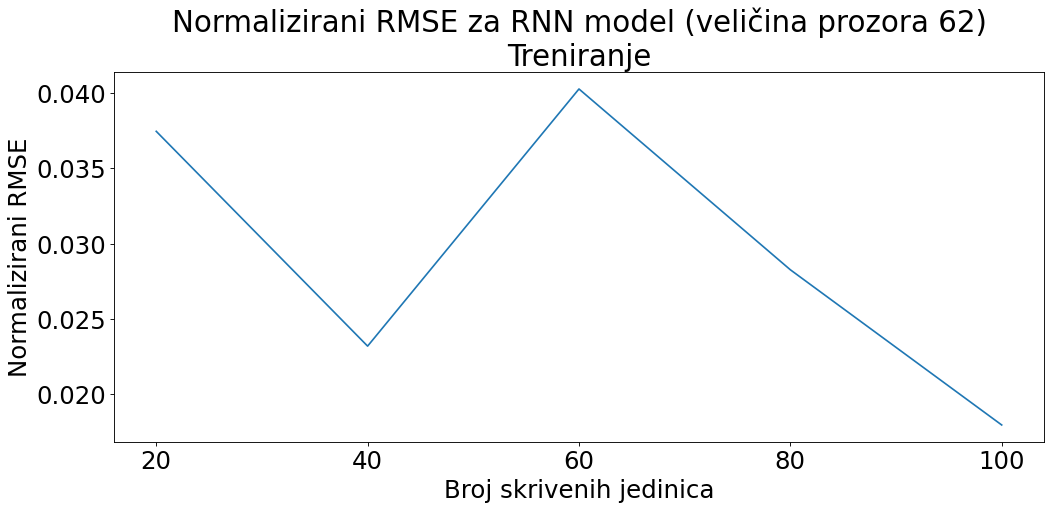 Normalizirani RMSE za RNN model (veličina prozora 62)
Treniranje
0.040
0.035
0.030
0.025
0.020
Normalizirani RMSE
20 40 60 80 100
Broj skrivenih jedinica